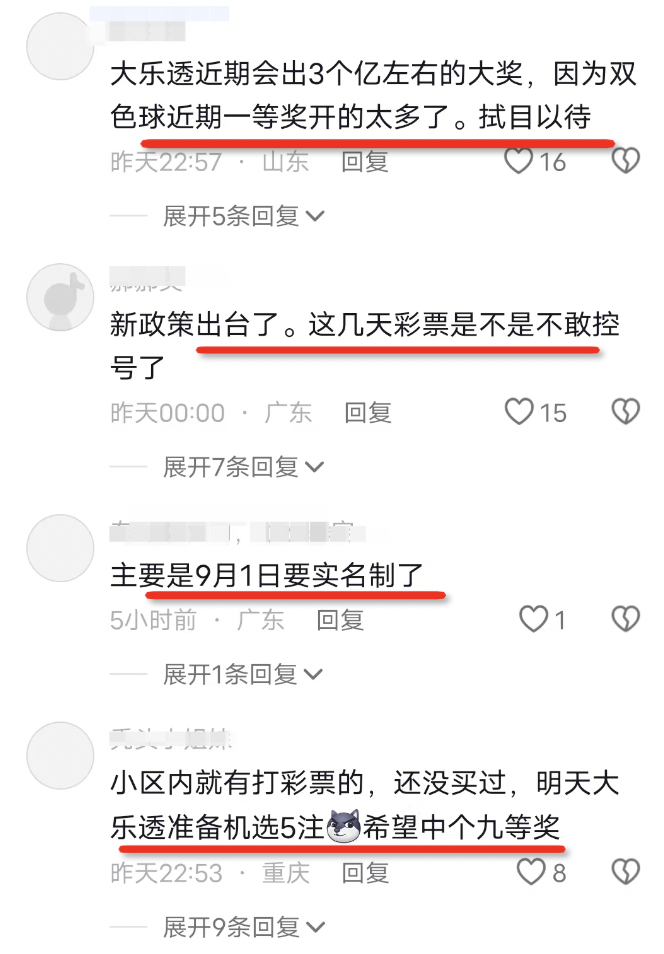 大乐透近期会出3个亿左右的大奖，因为双
色球近期一等奖开的太多了。拭目以待
昨天22:57 · 山东 回复 16
展开5条回复
新政策出台了。这几天彩票是不是不敢控
号了
昨天00:00 · 广东 回复 15
展开7条回复
主要是9月1日要实名制了
5小时前 · 广东 回复 1
展开1条回复
小区内就有打彩票的，还没买过，明天大
乐透准备机选5注希望中个九等奖
昨天22:53 · 重庆 回复 8
展开9条回复